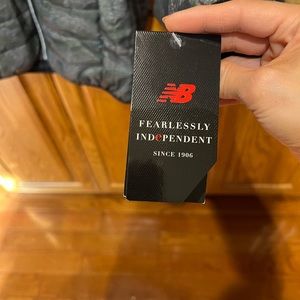 NB
FEARLESSLY
INDePENDENT
SINCE 1906